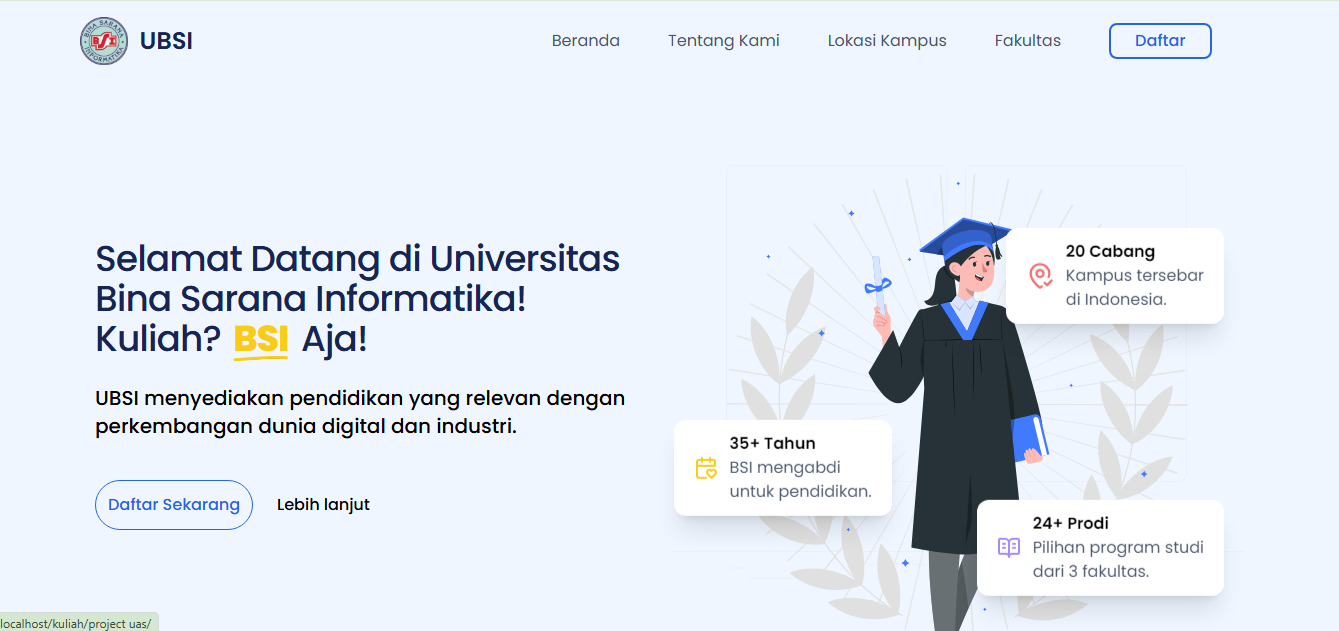 BINA SARANA
BSI
INFORMATIKA
UBSI
Beranda
Tentang Kami
Lokasi Kampus
Fakultas
Daftar
Selamat Datang di Universitas
Bina Sarana Informatika!
Kuliah? BSI Aja!
UBSI menyediakan pendidikan yang relevan dengan
perkembangan dunia digital dan industri.
Daftar Sekarang
Lebih lanjut
20 Cabang
Kampus tersebar
di Indonesia.
35+ Tahun
BSI mengabdi
untuk pendidikan.
24+ Prodi
Pilihan program studi
dari 3 fakultas.
localhost/kuliah/project uas/